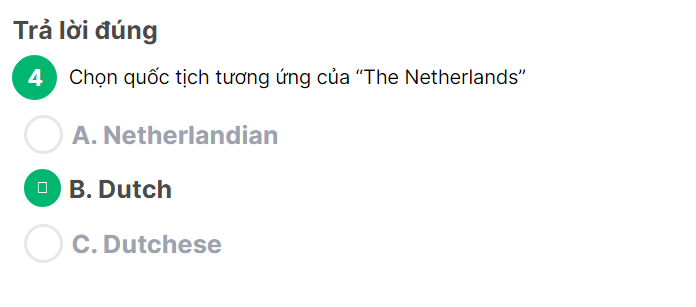 Trả lời đúng
4 Chọn quốc tịch tương ứng của “The Netherlands”
A. Netherlandian
B. Dutch
C. Dutchese